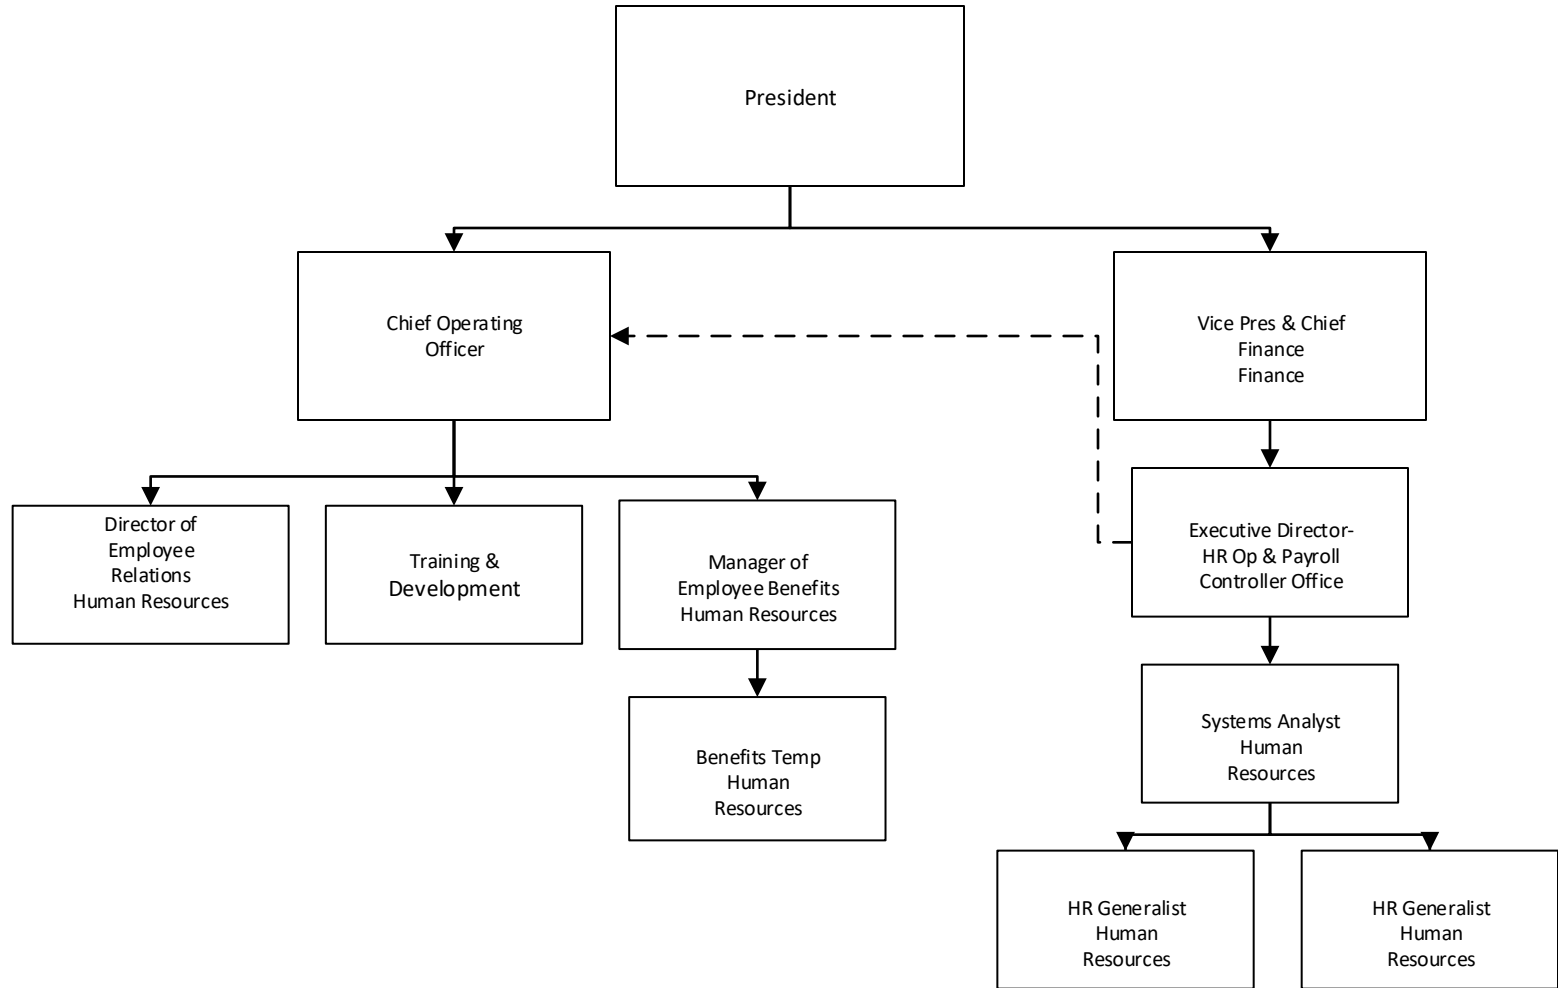 President
Chief Operating
Officer
Vice Pres & Chief
Finance
Finance
Director of
Employee
Relations
Human Resources
Training &
Development
Manager of
Employee Benefits
Human Resources
Executive Director-
HR Op & Payroll
Controller Office
Benefits Temp
Human
Resources
Systems Analyst
Human
Resources
HR Generalist
Human
Resources
HR Generalist
Human
Resources